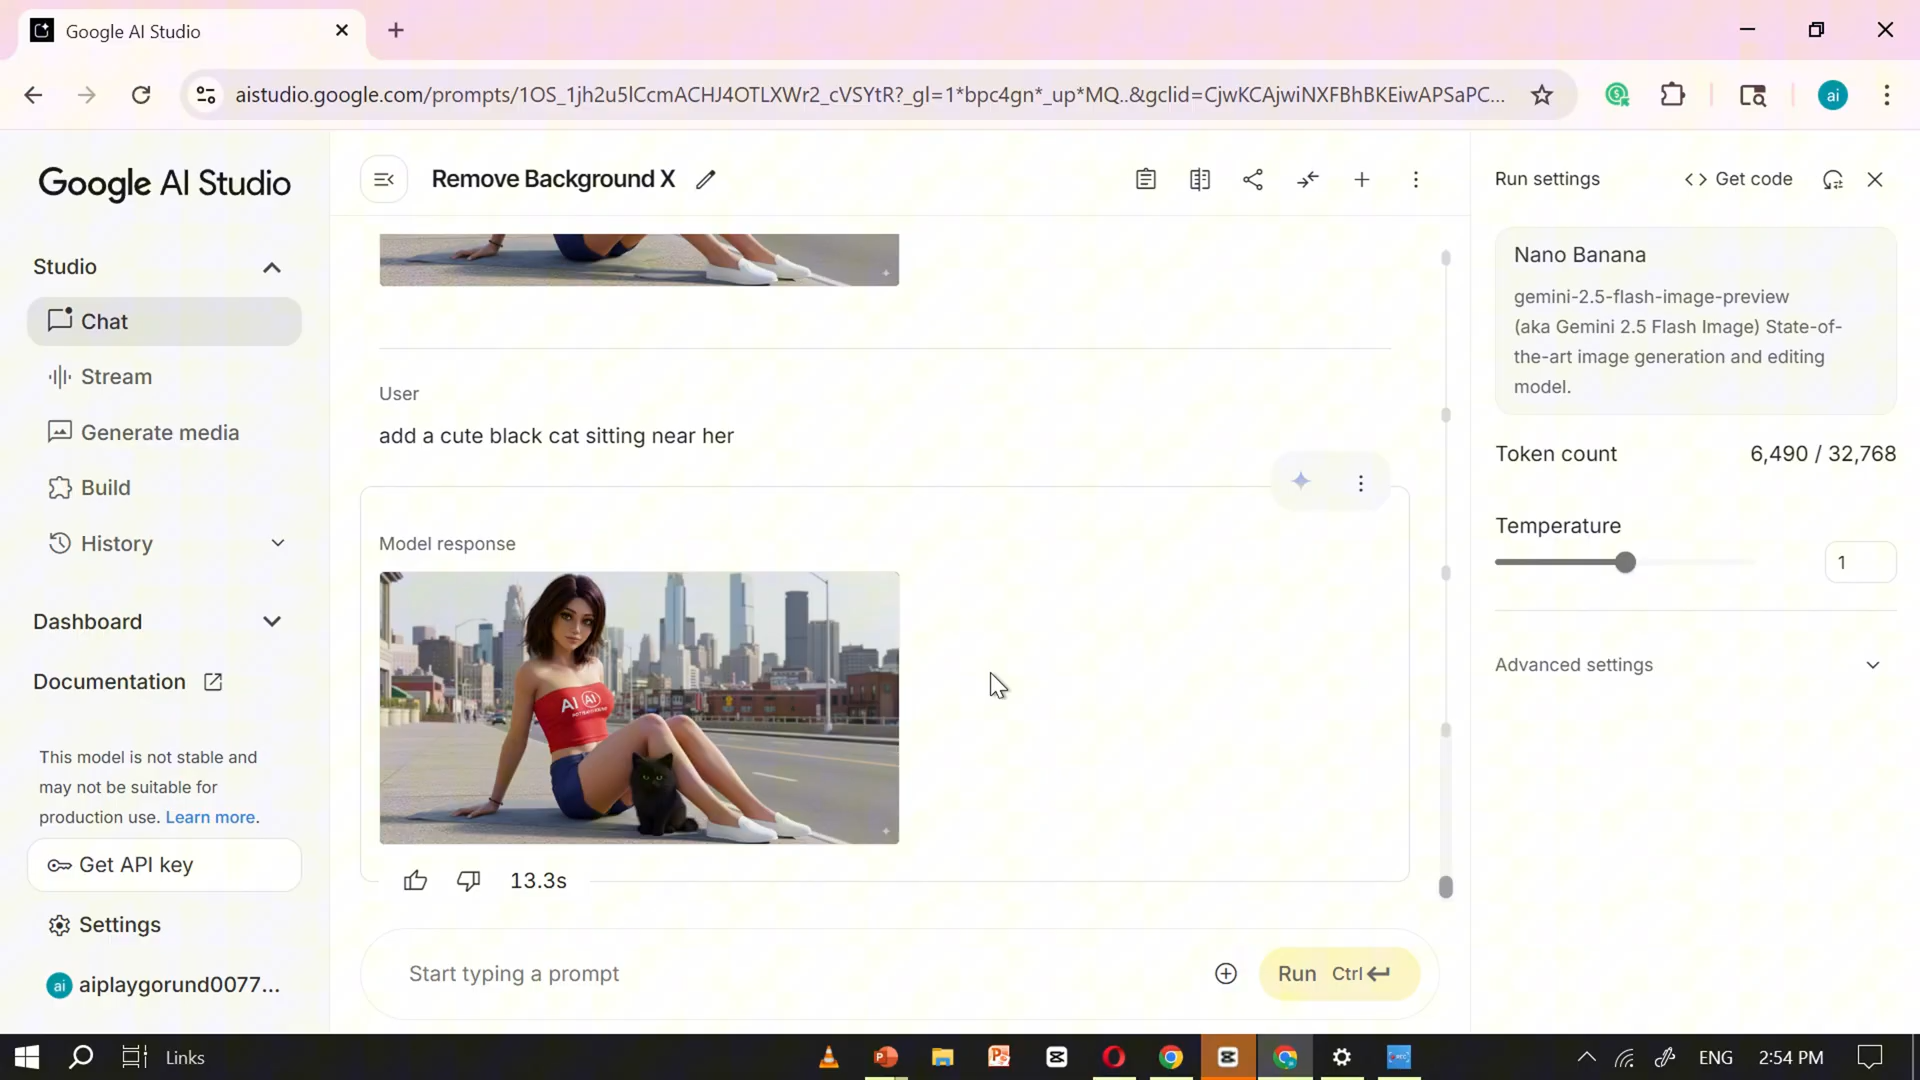 Google AI Studio
aistudio.google.com/prompts/1OS_1jh2u5lCcmACHJ4OTLXWr2_cVSYtR?_gl=1*bpc4gn*_up*MQ..&gclid=CjwKCAjwiNXFBhBKEiwAPSaPC...
ai
Google AI Studio
Studio
Chat
Stream
Generate media
Build
History
Dashboard
Documentation
This model is not stable and
may not be suitable for
production use. Learn more.
Get API key
Settings
ai aiplaygorund0077...
Remove Background X
User
add a cute black cat sitting near her
Model response
AI AI
13.3s
Start typing a prompt
Run Ctrl
Run settings
Get code
Nano Banana
gemini-2.5-flash-image-preview
(aka Gemini 2.5 Flash Image) State-of-
the-art image generation and editing
model.
Token count 6,490 / 32,768
Temperature
1
Advanced settings
Links
ENG 2:54 PM